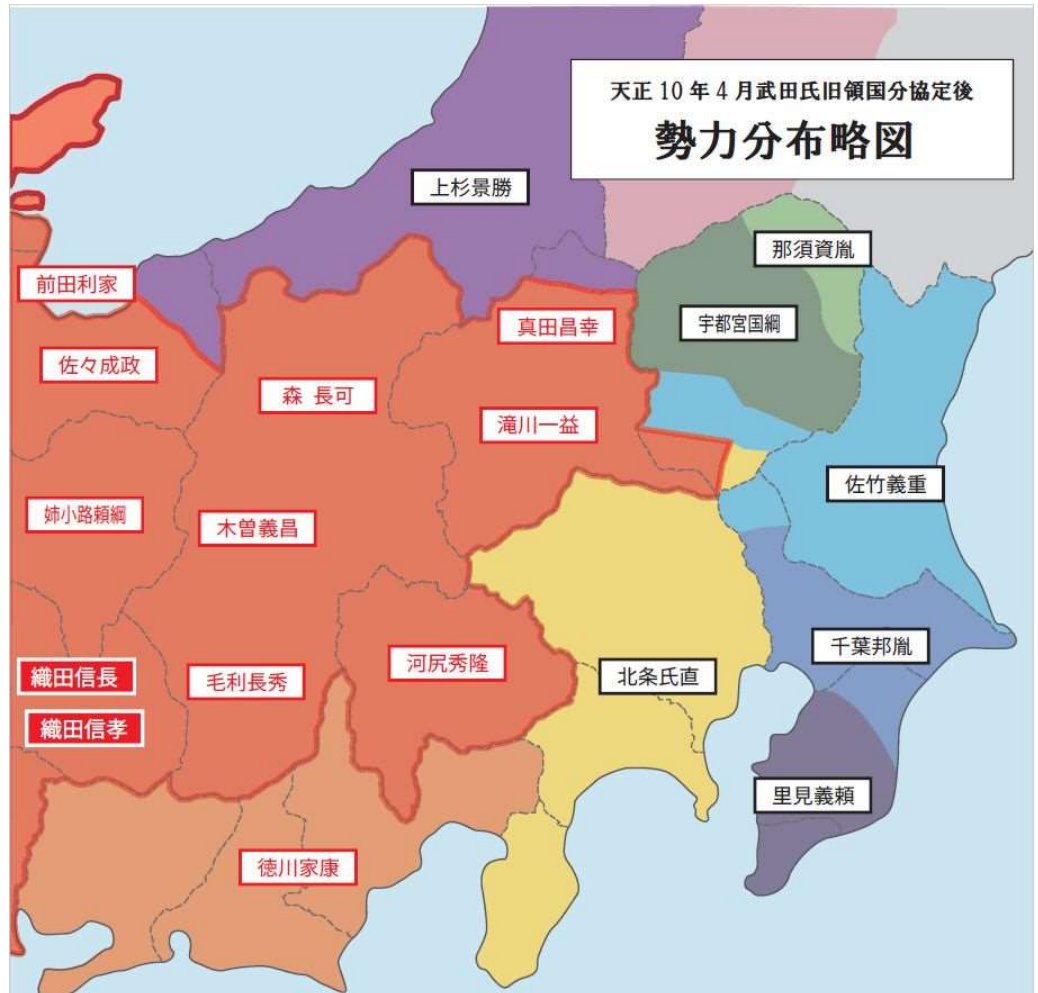 天正10年4月武田氏旧領国分協定後
勢力分布略図
上杉景勝
那須資胤
前田利家
真田昌幸
宇都宮国綱
佐々成政
森 長可
滝川一益
佐竹義重
姉小路頼綱
木曽義昌
千葉邦胤
河尻秀隆
織田信長
毛利長秀
北条氏直
織田信孝
里見義頼
徳川家康